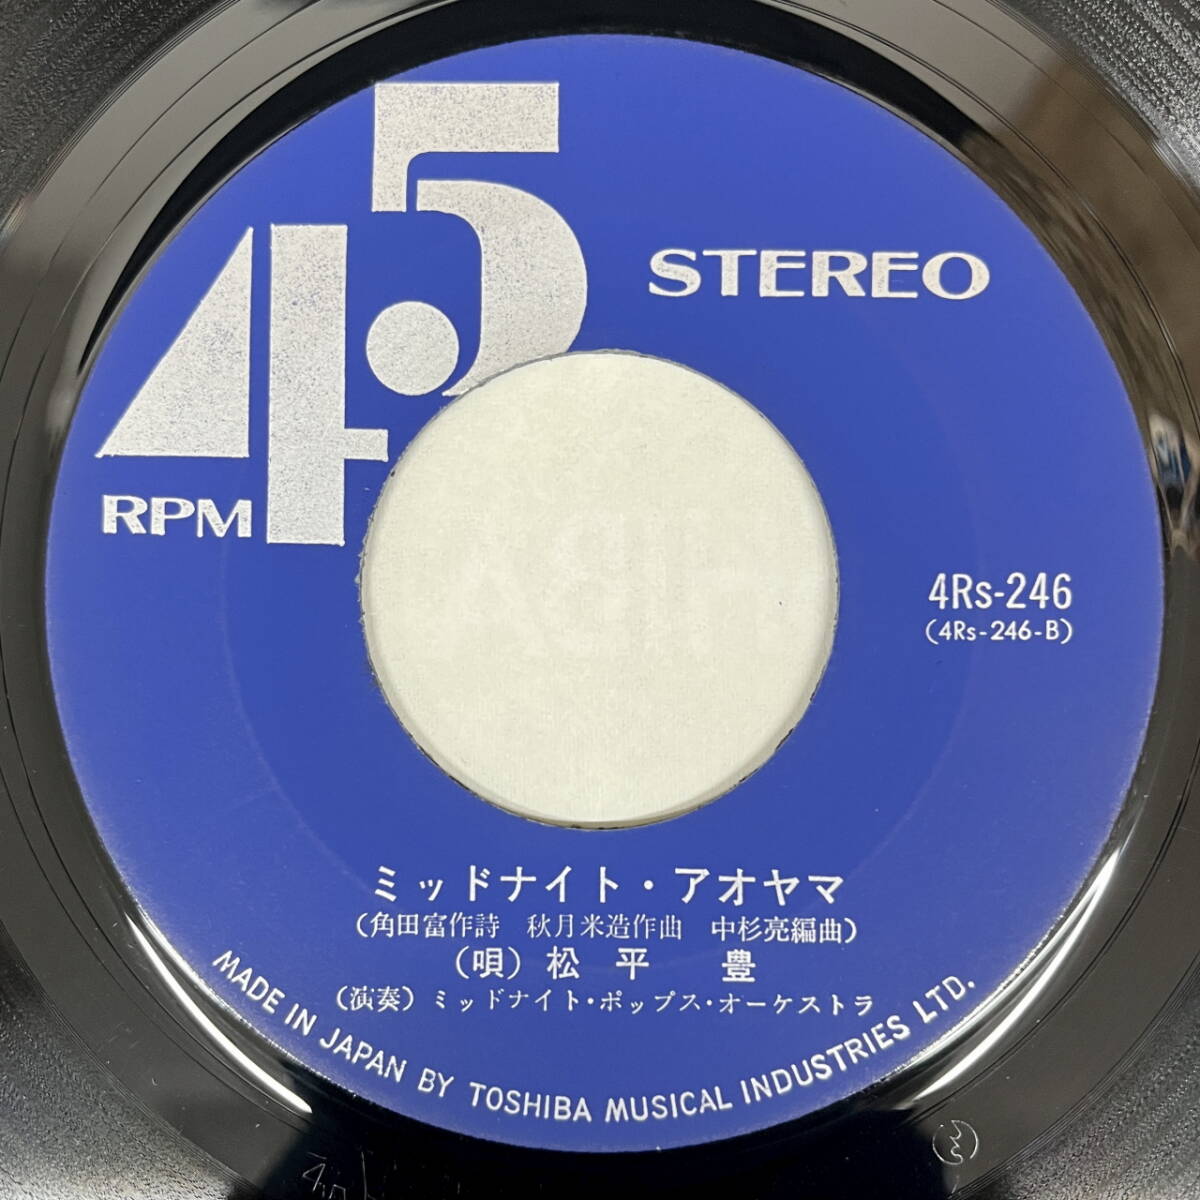 45
STEREO
RPM
4Rs-246
(4Rs-246-B)
ミッドナイト・アオヤマ
(角田富作詩 秋月米造作曲 中杉亮編曲)
(唄) 松平 豊
(演奏) ミッドナイト・ポップス・オーケストラ
MADE IN JAPAN BY TOSHIBA MUSICAL INDUSTRIES LTD.